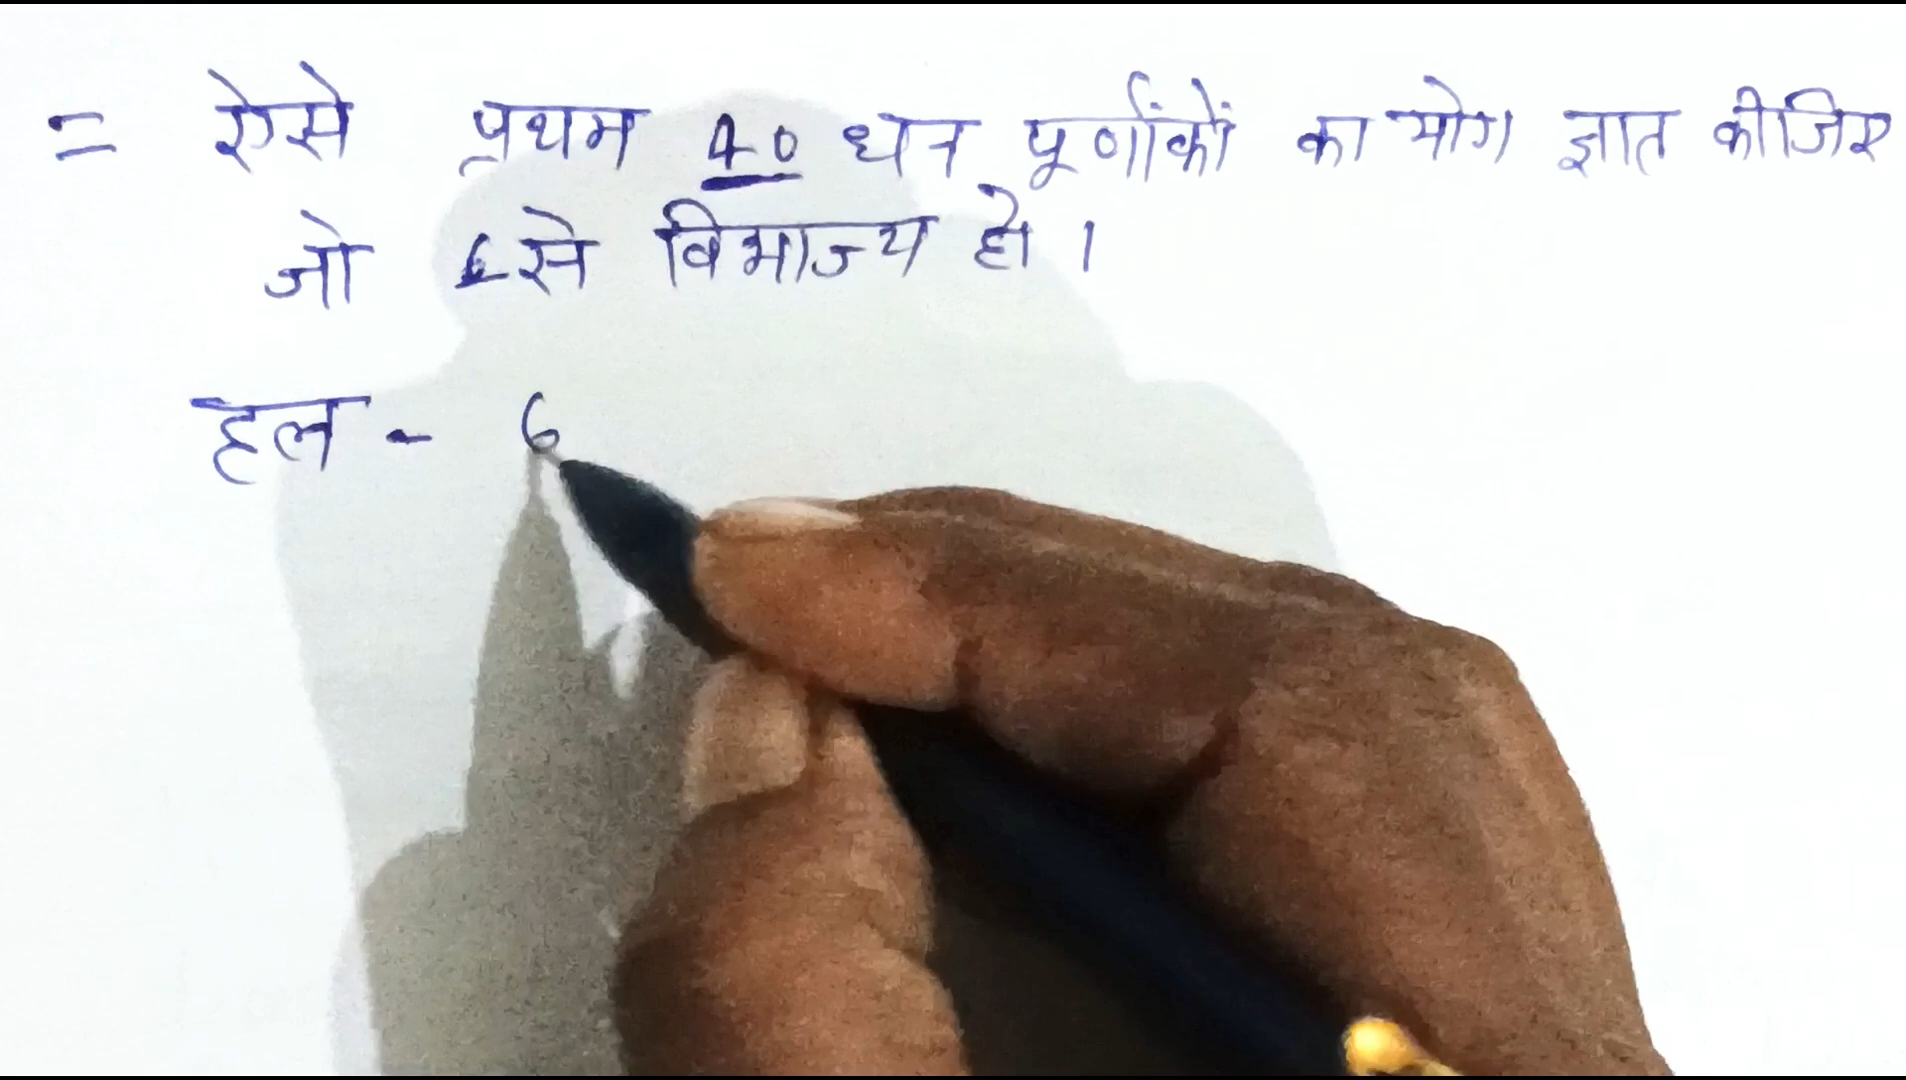 = ऐसे प्रथम 40 धन पूर्णांकों का योग ज्ञात कीजिए
जो 6 से विभाज्य हो।
हल - 6